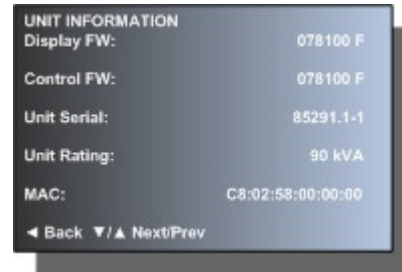 UNIT INFORMATION
Display FW: 078100 F
Control FW: 078100 F
Unit Serial: 85291.1-1
Unit Rating: 90 kVA
MAC: C8:02:58:00:00:00
◄ Back ▼/▲ Next/Prev